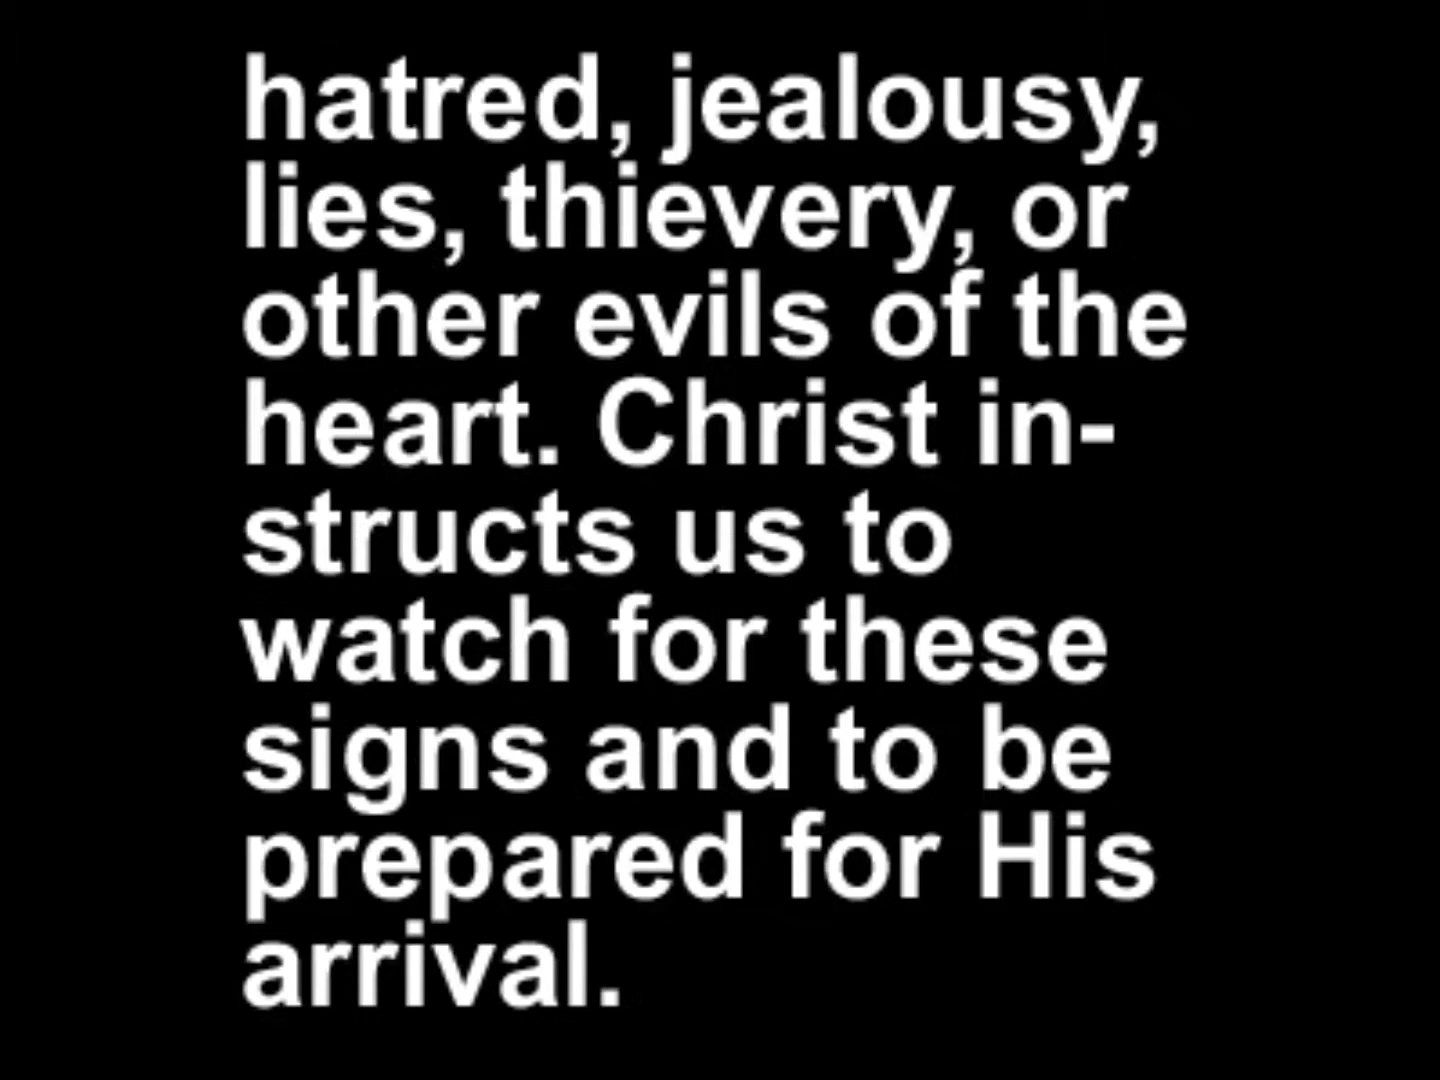 hatred, jealousy,
lies, thievery, or
other evils of the
heart. Christ in-
structs us to
watch for these
signs and to be
prepared for His
arrival.